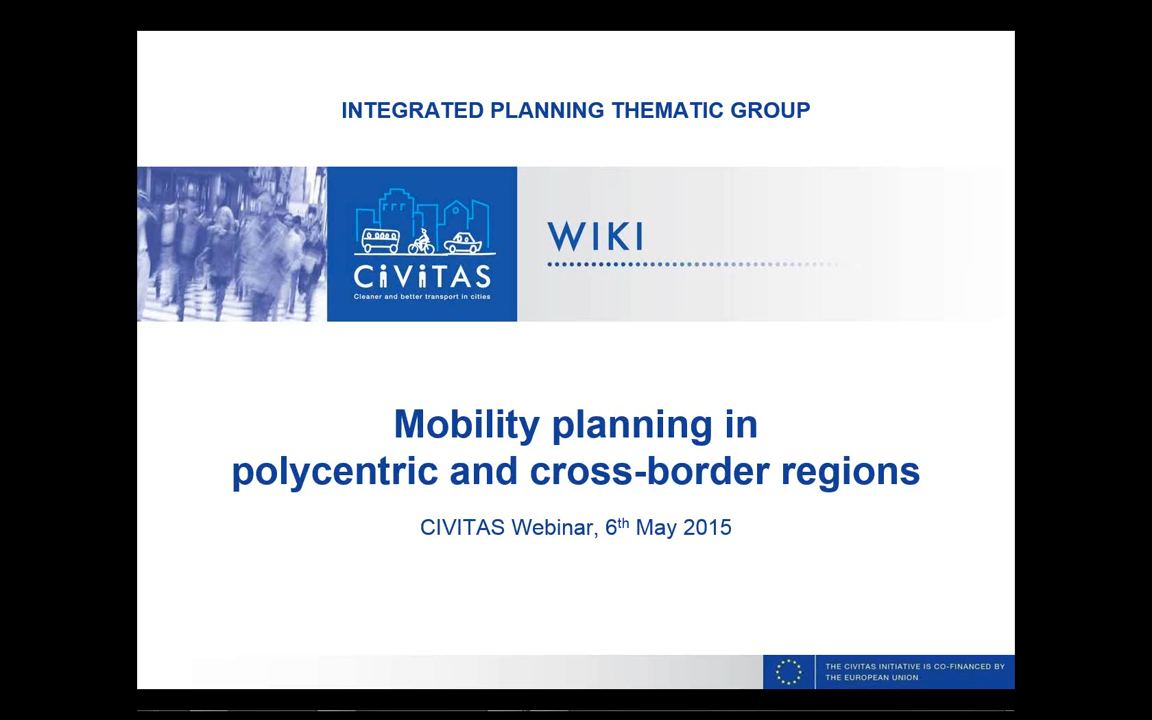 INTEGRATED PLANNING THEMATIC GROUP
CiViTAS
Cleaner and better transport in cities
WIKI
Mobility planning in
polycentric and cross-border regions
CIVITAS Webinar, 6th May 2015
THE CIVITAS INITIATIVE IS CO-FINANCED BY
THE EUROPEAN UNION